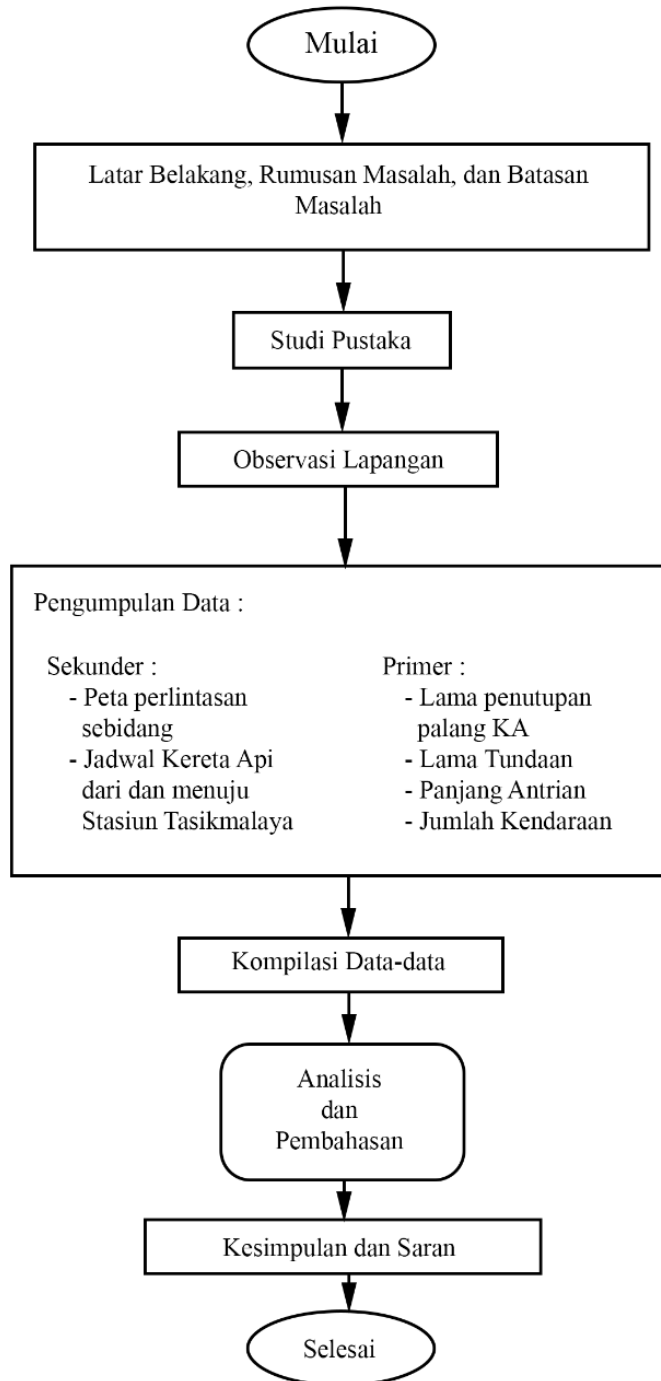 Mulai
Latar Belakang, Rumusan Masalah, dan Batasan
Masalah
Studi Pustaka
Observasi Lapangan
Pengumpulan Data :
Sekunder :
- Peta perlintasan
sebidang
- Jadwal Kereta Api
dari dan menuju
Stasiun Tasikmalaya
Primer :
- Lama penutupan
palang KA
- Lama Tundaan
- Panjang Antrian
- Jumlah Kendaraan
Kompilasi Data-data
Analisis
dan
Pembahasan
Kesimpulan dan Saran
Selesai